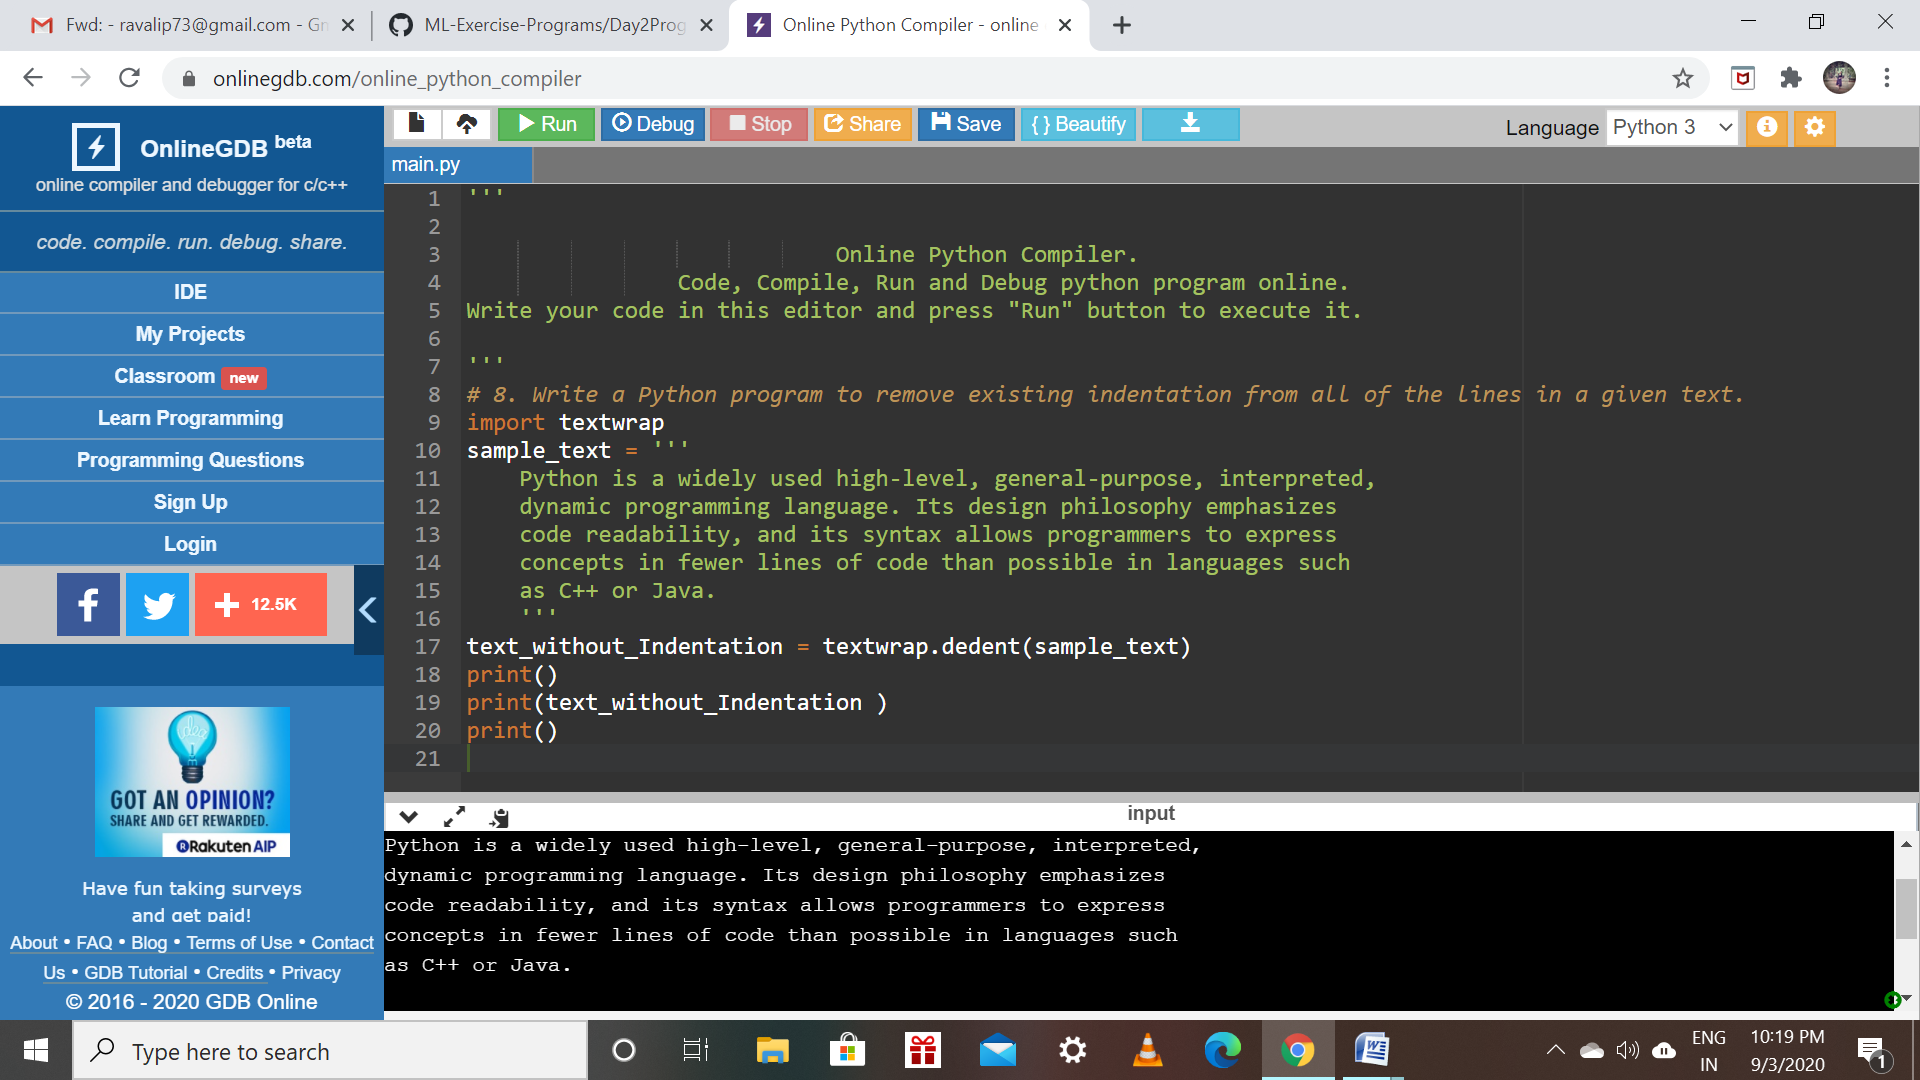 Fwd: - ravalip73@gmail.com - Gm
ML-Exercise-Programs/Day2Prog
Online Python Compiler - online
onlinegdb.com/online_python_compiler
OnlineGDB beta
online compiler and debugger for c/c++
code. compile. run. debug. share.
IDE
My Projects
Classroom new
Learn Programming
Programming Questions
Sign Up
Login
12.5K
idea
GOT AN OPINION?
SHARE AND GET REWARDED.
Rakuten AIP
Have fun taking surveys
and get paid!
About • FAQ • Blog • Terms of Use • Contact
Us • GDB Tutorial • Credits • Privacy
© 2016 - 2020 GDB Online
Run Debug Stop Share Save { } Beautify
Language Python 3
main.py
1 '''
2
3 Online Python Compiler.
4 Code, Compile, Run and Debug python program online.
5 Write your code in this editor and press "Run" button to execute it.
6
7 '''
8 # 8. Write a Python program to remove existing indentation from all of the lines in a given text.
9 import textwrap
10 sample_text = '''
11     Python is a widely used high-level, general-purpose, interpreted,
12     dynamic programming language. Its design philosophy emphasizes
13     code readability, and its syntax allows programmers to express
14     concepts in fewer lines of code than possible in languages such
15     as C++ or Java.
16     '''
17 text_without_Indentation = textwrap.dedent(sample_text)
18 print()
19 print(text_without_Indentation )
20 print()
21
input
Python is a widely used high-level, general-purpose, interpreted,
dynamic programming language. Its design philosophy emphasizes
code readability, and its syntax allows programmers to express
concepts in fewer lines of code than possible in languages such
as C++ or Java.
Type here to search
ENG
IN
10:19 PM
9/3/2020
1